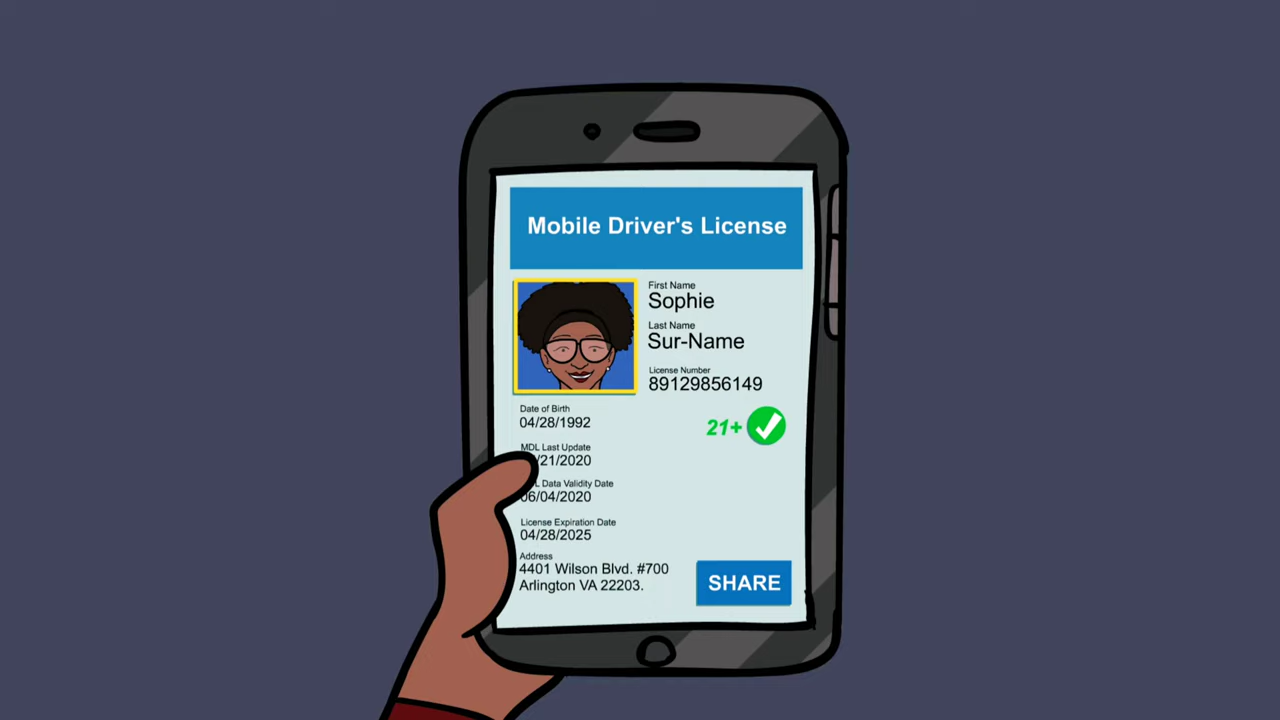 Mobile Driver's License
First Name
Sophie
Last Name
Sur-Name
License Number
89129856149
Date of Birth
04/28/1992
21+
MDL Last Update
/21/2020
Data Validity Date
06/04/2020
License Expiration Date
04/28/2025
Address
4401 Wilson Blvd. #700
Arlington VA 22203.
SHARE